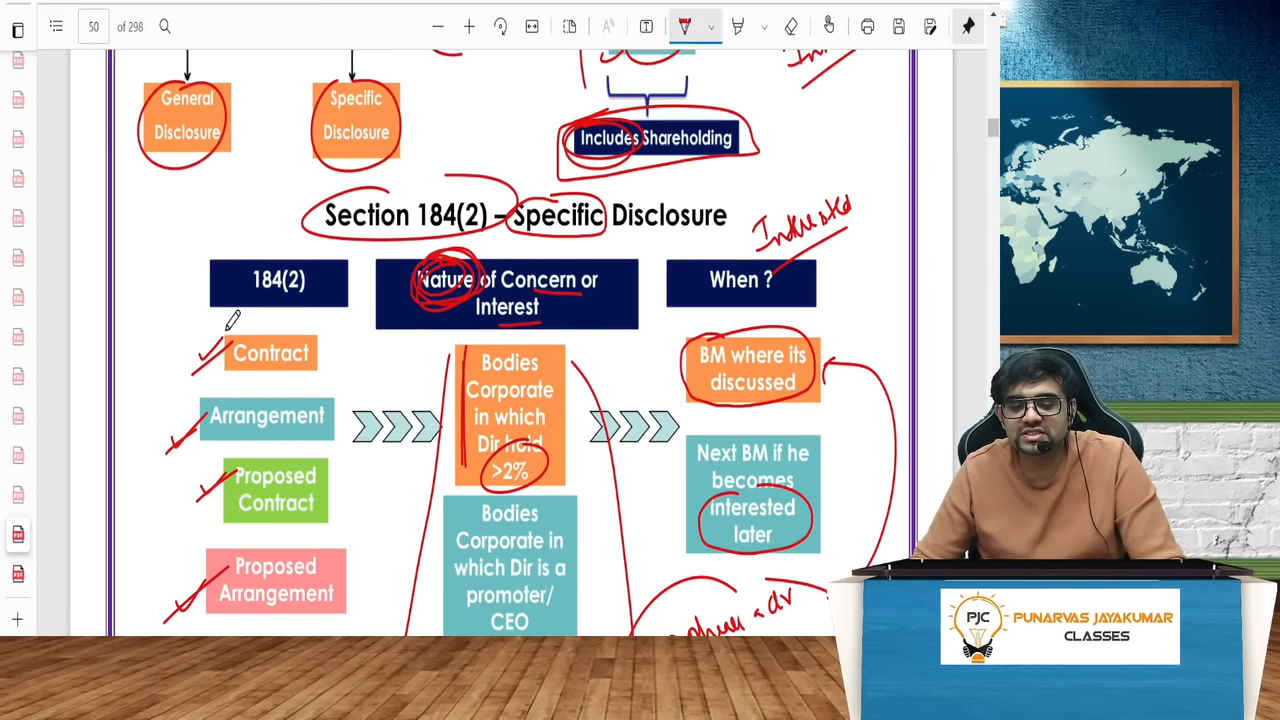 50 of 298
General
Disclosure
Specific
Disclosure
Includes Shareholding
Section 184(2) – Specific Disclosure
Interested
184(2)
Nature of Concern or
Interest
When ?
Contract
Arrangement
Proposed
Contract
Proposed
Arrangement
Bodies
Corporate
in which
Dir hold
>2%
Bodies
Corporate in
which Dir is a
promoter/
CEO
BM where its
discussed
Next BM if he
becomes
interested
later
PJC
PUNARVAS JAYAKUMAR
CLASSES